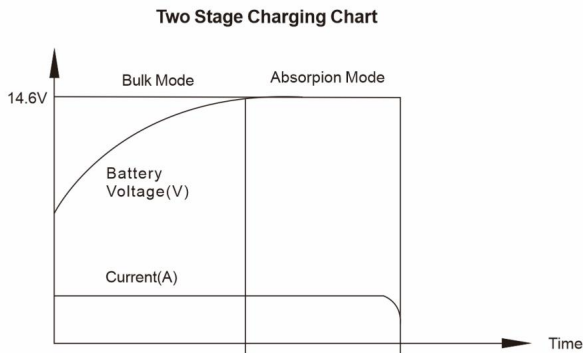 Two Stage Charging Chart
Bulk Mode
Absorpion Mode
14.6V
Battery
Voltage(V)
Current(A)
Time